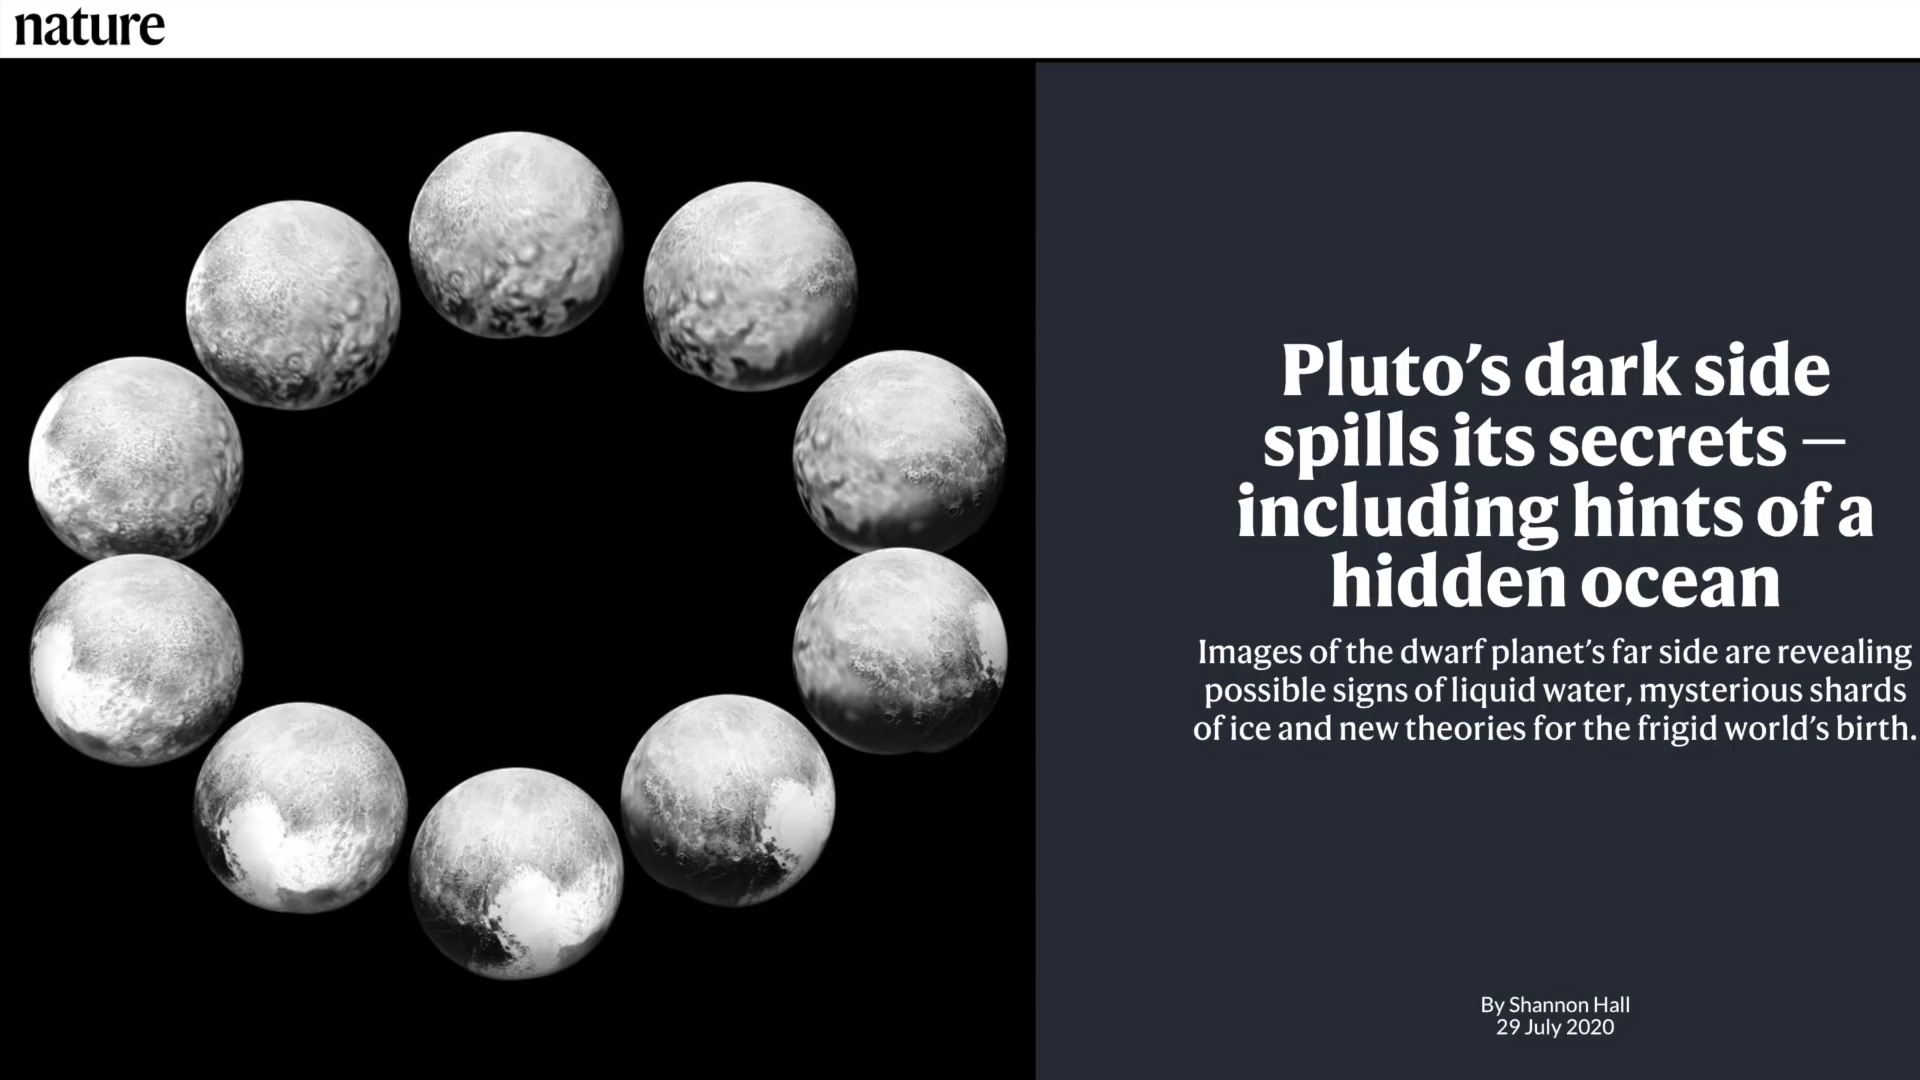 nature
Pluto’s dark side
spills its secrets —
including hints of a
hidden ocean
Images of the dwarf planet’s far side are revealing
possible signs of liquid water, mysterious shards
of ice and new theories for the frigid world’s birth.
By Shannon Hall
29 July 2020